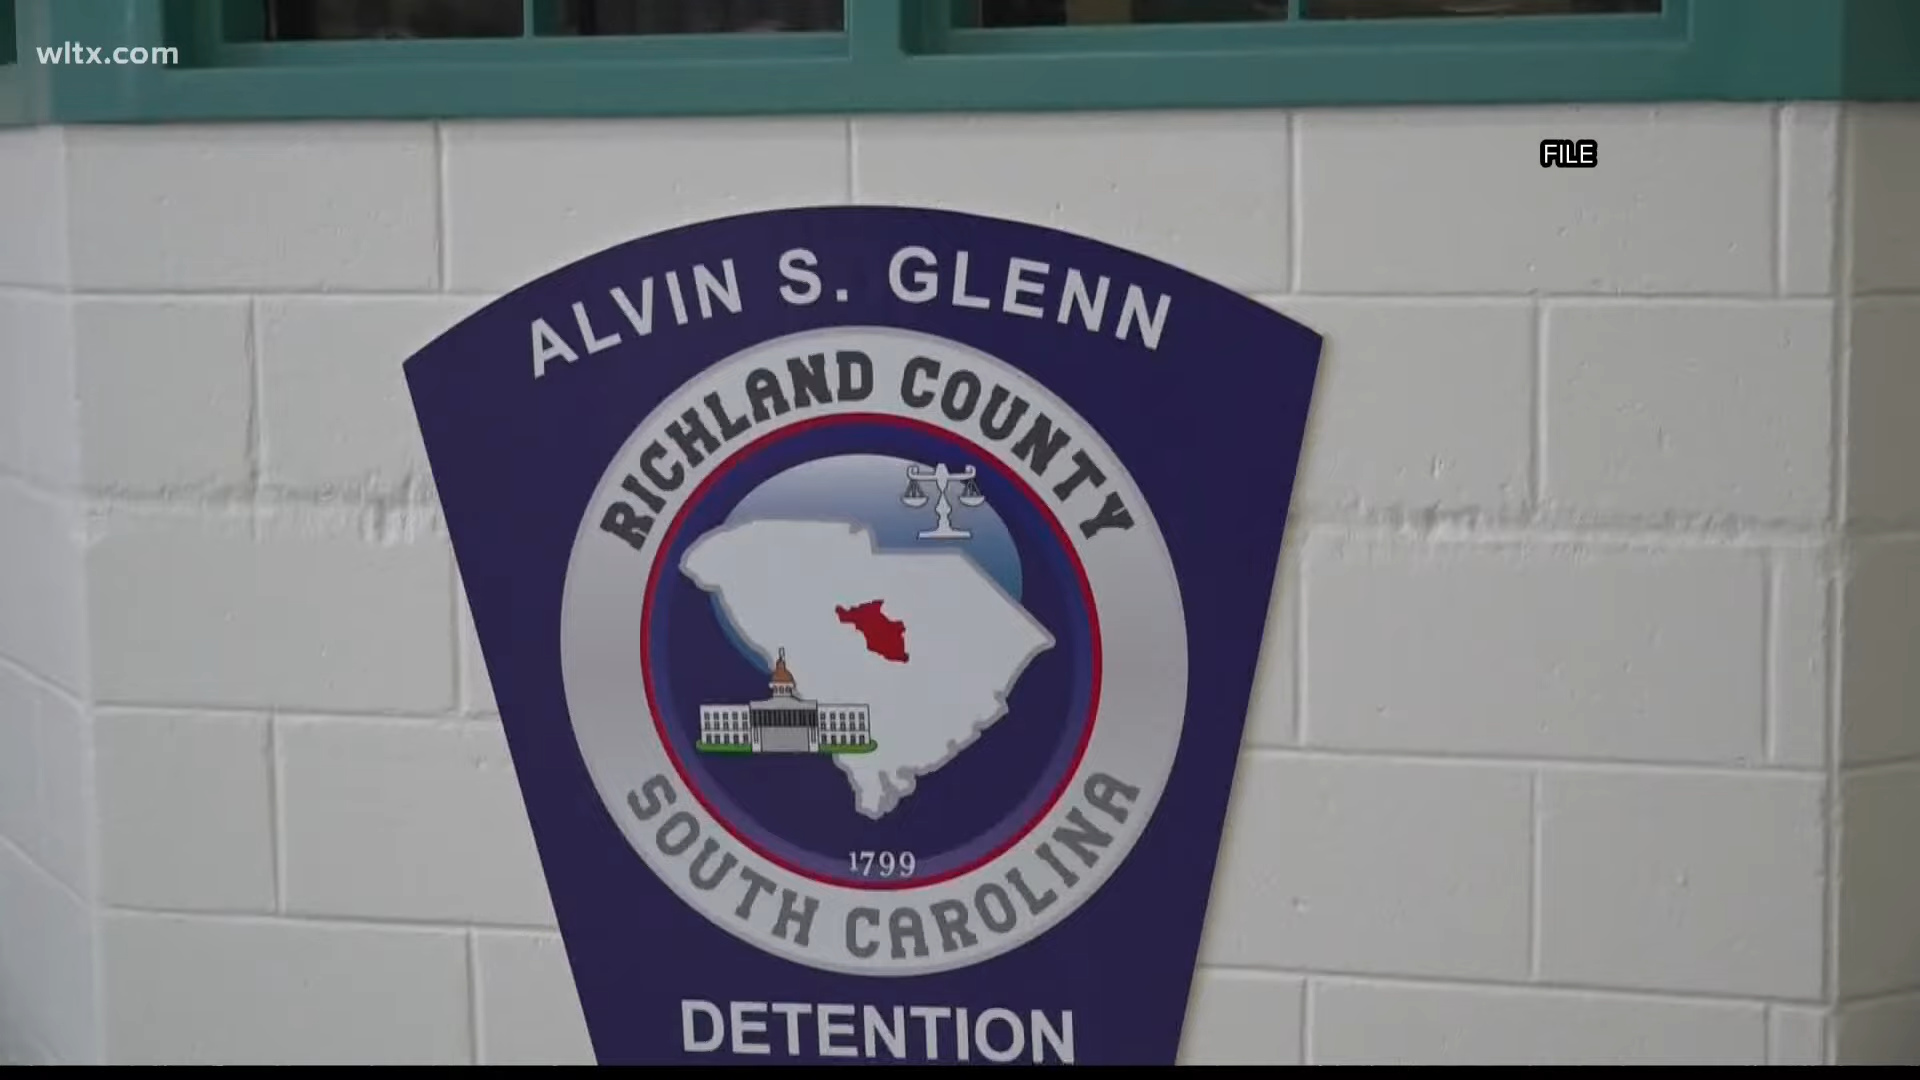 wltx.com
FILE
ALVIN S. GLENN
RICHLAND COUNTY
1799
SOUTH CAROLINA
DETENTION